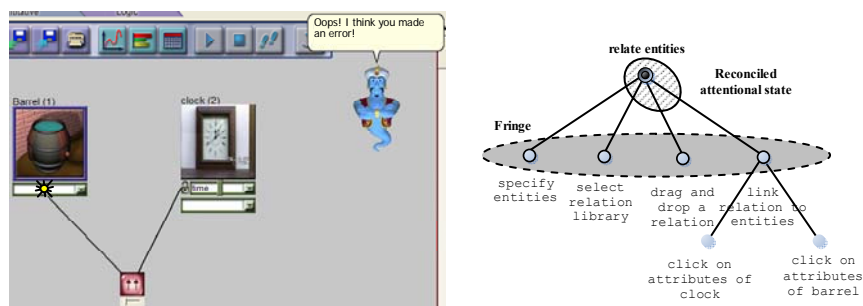 Logic
Oops! I think you made
an error!
Barrel (1)
clock (2)
time
relate entities
Reconciled
attentional state
Fringe
specify
entities
select
relation
library
drag and
drop a
relation
link
relation to
entities
click on
attributes of
clock
click on
attributes
of barrel